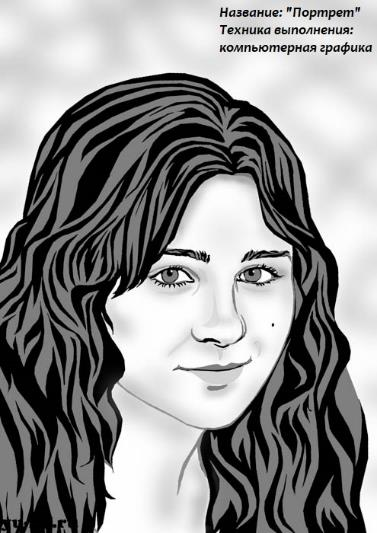 Название: "Портрет"
Техника выполнения:
компьютерная графика